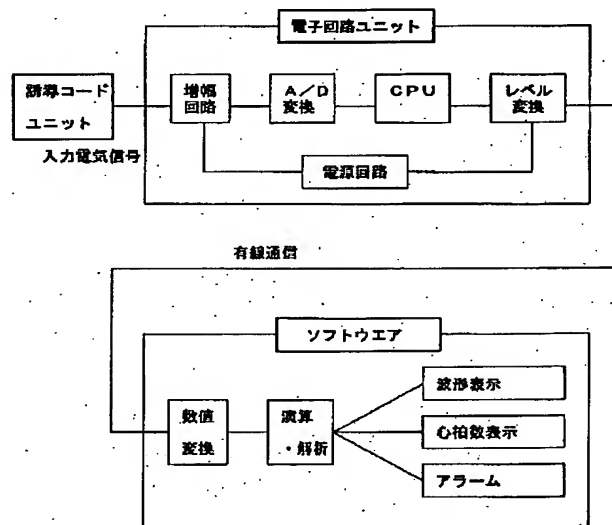 電子回路ユニット
誘導コード
ユニット
増幅
回路
A/D
変換
CPU
レベル
変換
入力電気信号
電源回路
有線通信
ソフトウエア
数値
変換
演算
・解析
波形表示
心拍数表示
アラーム